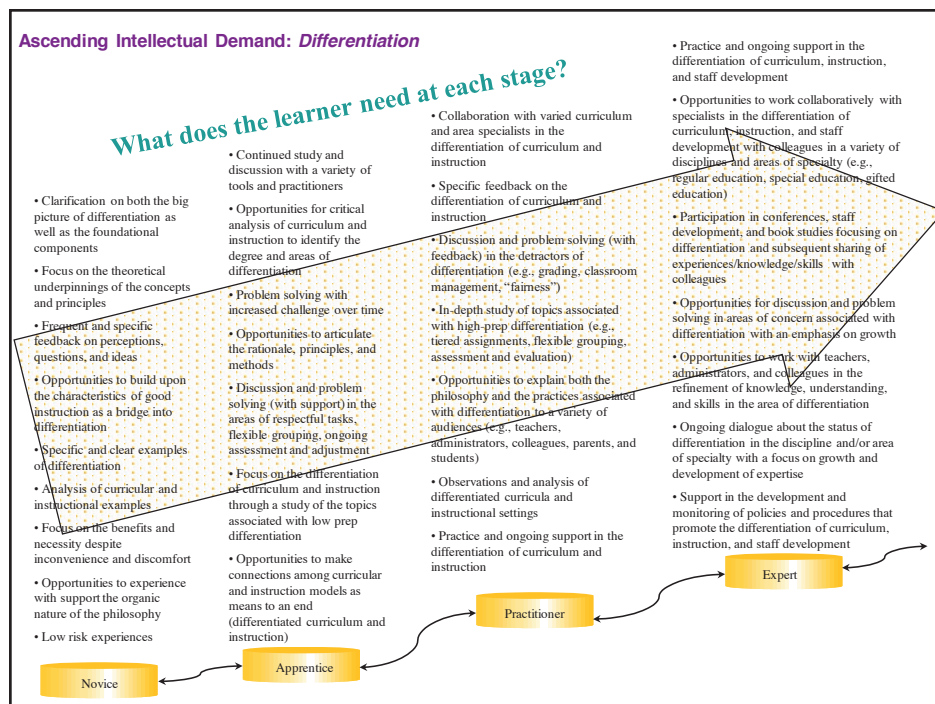 Ascending Intellectual Demand: Differentiation
What does the learner need at each stage?
• Clarification on both the big
picture of differentiation as
well as the foundational
components
• Focus on the theoretical
underpinnings of the concepts
and principles
• Frequent and specific
feedback on perceptions,
questions, and ideas
• Opportunities to build upon
the characteristics of good
instruction as a bridge into
differentiation
• Specific and clear examples
of differentiation
• Analysis of curricular and
instructional examples
• Focus on the benefits and
necessity despite
inconvenience and discomfort
• Opportunities to experience
with support the organic
nature of the philosophy
• Low risk experiences
Novice
• Continued study and
discussion with a variety of
tools and practitioners
• Opportunities for critical
analysis of curriculum and
instruction to identify the
degree and areas of
differentiation
• Problem solving with
increased challenge over time
• Opportunities to articulate
the rationale, principles, and
methods
• Discussion and problem
solving (with support) in the
areas of respectful tasks,
flexible grouping, ongoing
assessment and adjustment
• Focus on the differentiation
of curriculum and instruction
through a study of the topics
associated with low prep
differentiation
• Opportunities to make
connections among curricular
and instruction models as
means to an end
(differentiated curriculum and
instruction)
Apprentice
• Collaboration with varied curriculum
and area specialists in the
differentiation of curriculum and
instruction
• Specific feedback on the
differentiation of curriculum and
instruction
• Discussion and problem solving (with
feedback) in the detractors of
differentiation (e.g., grading, classroom
management, “fairness”)
• In-depth study of topics associated
with high-prep differentiation (e.g.,
tiered assignments, flexible grouping,
assessment and evaluation)
• Opportunities to explain both the
philosophy and the practices associated
with differentiation to a variety of
audiences (e.g., teachers,
administrators, colleagues, parents, and
students)
• Observations and analysis of
differentiated curricula and
instructional settings
• Practice and ongoing support in the
differentiation of curriculum and
instruction
Practitioner
• Practice and ongoing support in the
differentiation of curriculum, instruction,
and staff development
• Opportunities to work collaboratively with
specialists in the differentiation of
curriculum, instruction, and staff
development with colleagues in a variety of
disciplines and areas of specialty (e.g.,
regular education, special education, gifted
education)
• Participation in conferences, staff
development, and book studies focusing on
differentiation and subsequent sharing of
experiences/knowledge/skills with
colleagues
• Opportunities for discussion and problem
solving in areas of concern associated with
differentiation with an emphasis on growth
• Opportunities to work with teachers,
administrators, and colleagues in the
refinement of knowledge, understanding,
and skills in the area of differentiation
• Ongoing dialogue about the status of
differentiation in the discipline and/or area
of specialty with a focus on growth and
development of expertise
• Support in the development and
monitoring of policies and procedures that
promote the differentiation of curriculum,
instruction, and staff development
Expert